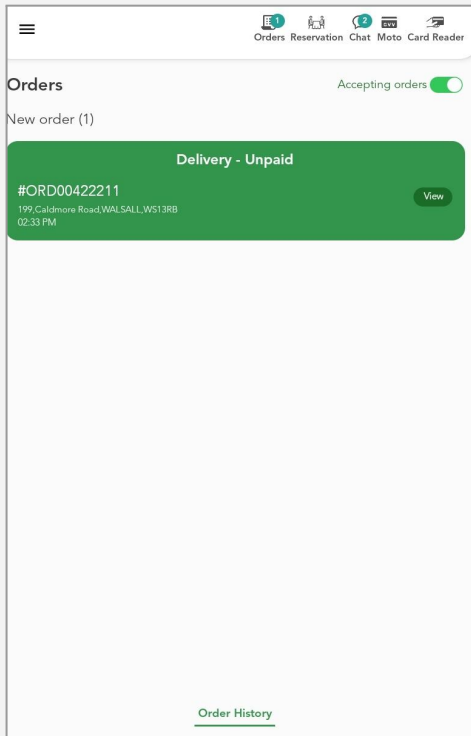 1 2 CVV
Orders Reservation Chat Moto Card Reader
Orders Accepting orders
New order (1)
Delivery - Unpaid
#ORD00422211
View
199,Caldmore Road,WALSALL,WS13RB
02:33 PM
Order History